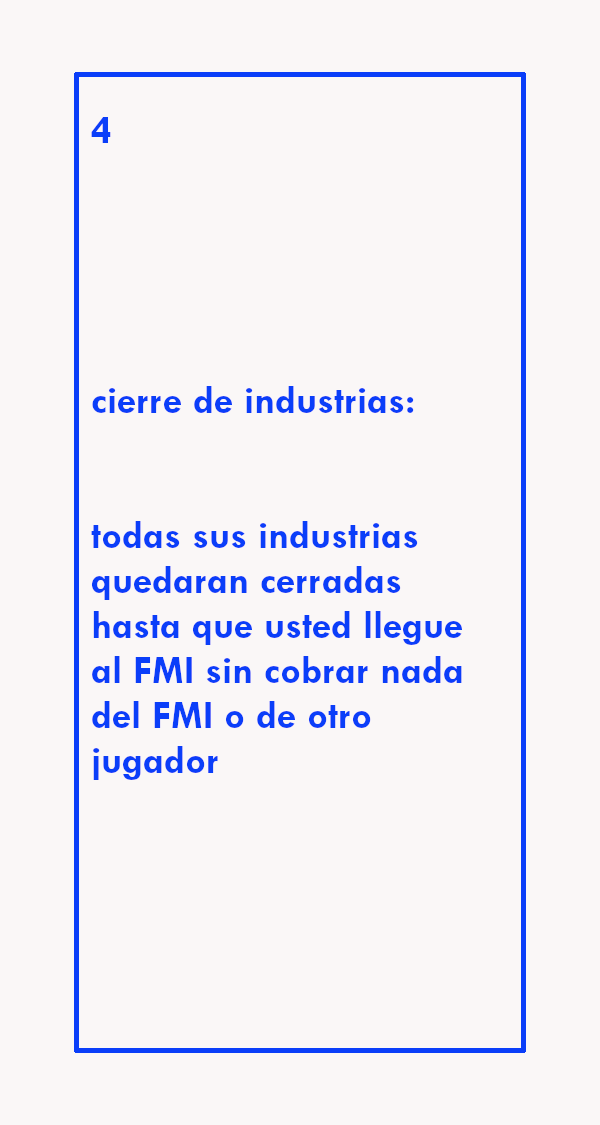 4
cierre de industrias:
todas sus industrias
quedaran cerradas
hasta que usted llegue
al FMI sin cobrar nada
del FMI o de otro
jugador